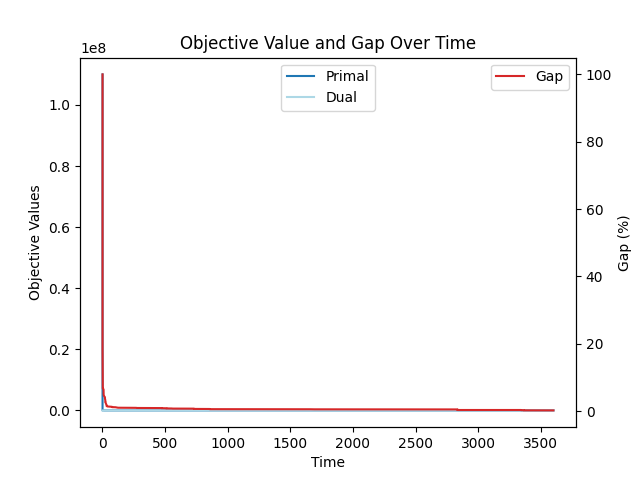 Objective Value and Gap Over Time
1e8
Primal
Dual
Gap
1.0
0.8
0.6
0.4
0.2
0.0
Objective Values
100
80
60
40
20
0
Gap (%)
0 500 1000 1500 2000 2500 3000 3500
Time